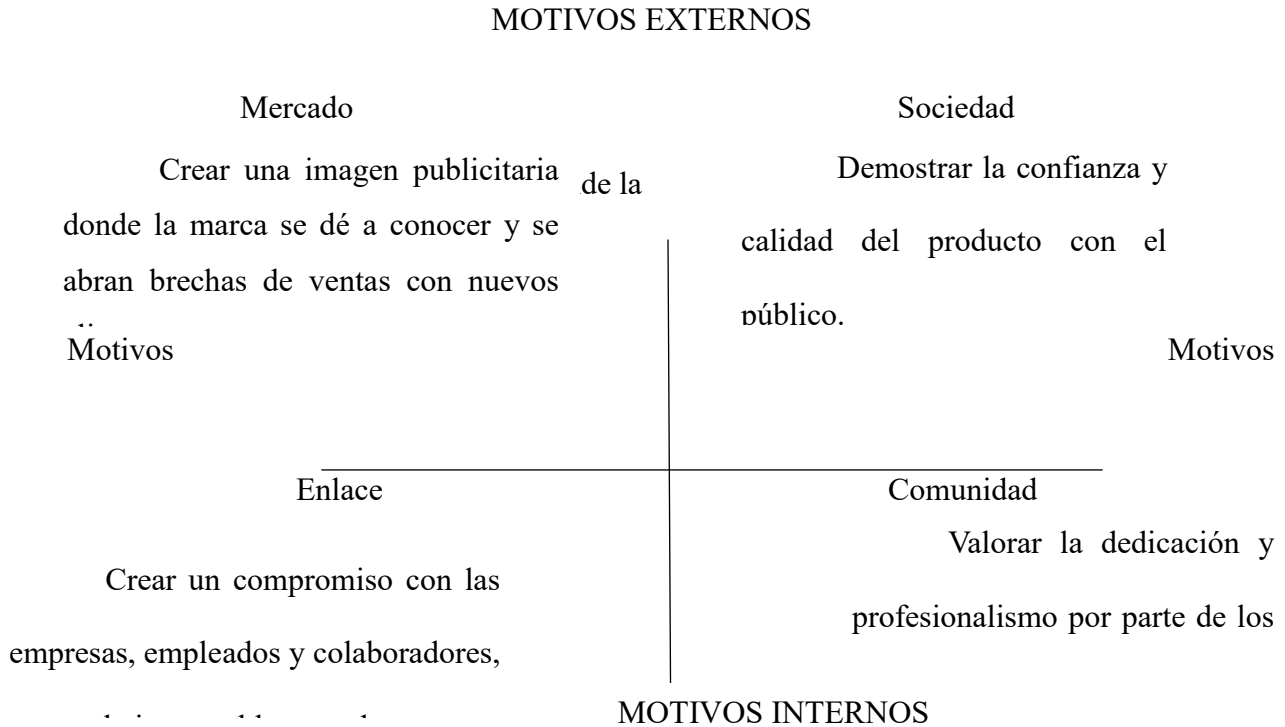 MOTIVOS EXTERNOS
Mercado
Crear una imagen publicitaria
donde la marca se dé a conocer y se
abran brechas de ventas con nuevos
de la
Sociedad
Demostrar la confianza y
calidad del producto con el
público.
Motivos
Motivos
Enlace
Crear un compromiso con las
empresas, empleados y colaboradores,
Comunidad
Valorar la dedicación y
profesionalismo por parte de los
MOTIVOS INTERNOS